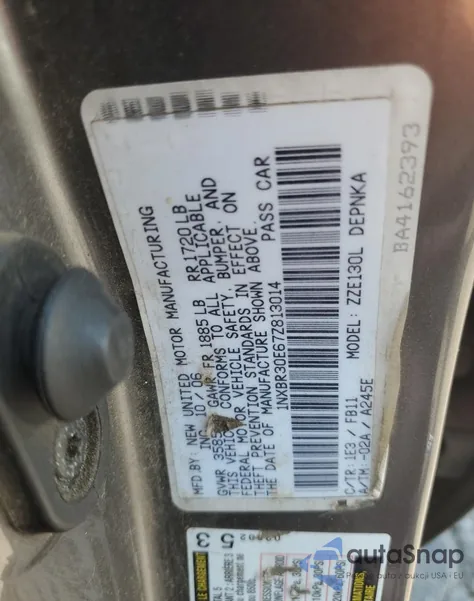 MFD.BY: NEW UNITED MOTOR MANUFACTURING
INC. 10/06
GVWR 3585 GAWR FR 1885 LB RR 1720 LB
THIS VEHICLE CONFORMS TO ALL APPLICABLE
FEDERAL MOTOR VEHICLE SAFETY, BUMPER, AND
THEFT PREVENTION STANDARDS IN EFFECT ON
THE DATE OF MANUFACTURE SHOWN ABOVE.
1NXBR30E67Z813014 PASS CAR
C/TR: 1E3 / FB11 MODEL: ZZE130L DEPNKA
A/TM: -02A / A245E
BA4162393
LE CHARGEMENT
autoSnap